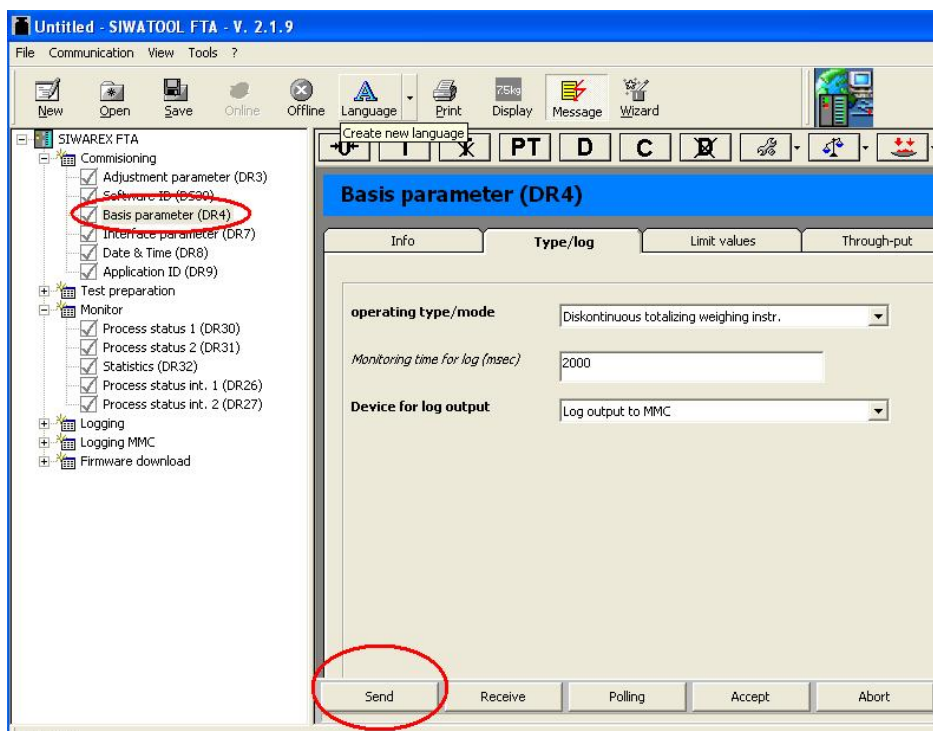 Untitled - SIWATOOL FTA - V. 2.1.9
File Communication View Tools ?
New Open Save Online Offline Language Print 7.5kg Display Message Wizard
Create new language
SIWAREX FTA
Commisioning
Adjustment parameter (DR3)
Software ID (DS30)
Basis parameter (DR4)
Interface parameter (DR7)
Date & Time (DR8)
Application ID (DR9)
Test preparation
Monitor
Process status 1 (DR30)
Process status 2 (DR31)
Statistics (DR32)
Process status int. 1 (DR26)
Process status int. 2 (DR27)
Logging
Logging MMC
Firmware download
→0← T PT D C
Basis parameter (DR4)
Info Type/log Limit values Through-put
operating type/mode Diskontinuous totalizing weighing instr.
Monitoring time for log (msec) 2000
Device for log output Log output to MMC
Send Receive Polling Accept Abort